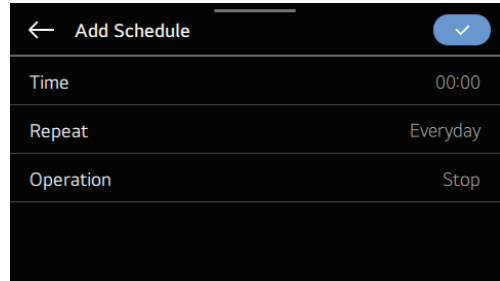 Add Schedule
Time 00:00
Repeat Everyday
Operation Stop